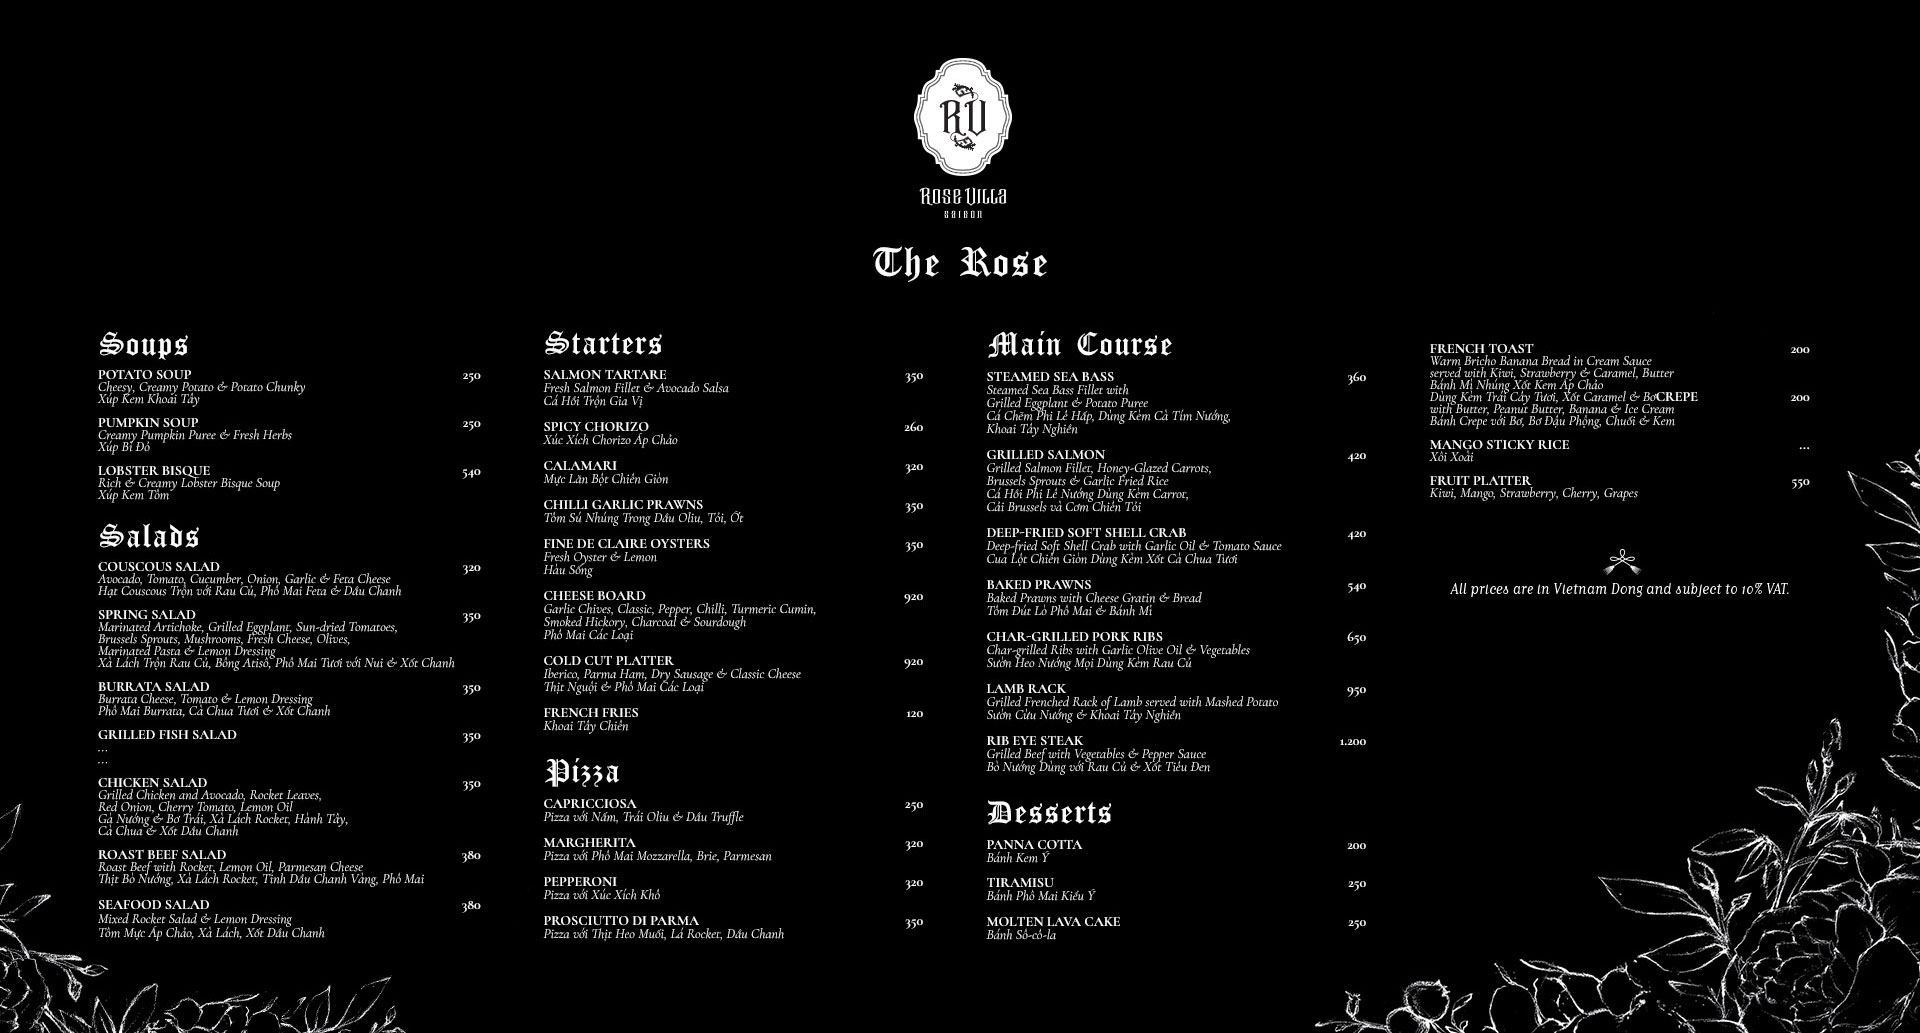 RV
Rose Villa
SAIGON
The Rose
Soups
POTATO SOUP 250
Cheesy, Creamy Potato & Potato Chunky
Xúp Kem Khoai Tây
PUMPKIN SOUP 250
Creamy Pumpkin Puree & Fresh Herbs
Xúp Bí Đỏ
LOBSTER BISQUE 540
Rich & Creamy Lobster Bisque Soup
Xúp Kem Tôm
Salads
COUSCOUS SALAD 320
Avocado, Tomato, Cucumber, Onion, Garlic & Feta Cheese
Hạt Couscous Trộn với Rau Củ, Phô Mai Feta & Dầu Chanh
SPRING SALAD 350
Marinated Artichoke, Grilled Eggplant, Sun-dried Tomatoes,
Brussels Sprouts, Mushrooms, Fresh Cheese, Olives,
Marinated Pasta & Lemon Dressing
Xà Lách Trộn Rau Củ, Bông Atisô, Phô Mai Tươi với Nui & Xốt Chanh
BURRATA SALAD 350
Burrata Cheese, Tomato & Lemon Dressing
Phô Mai Burrata, Cà Chua Tươi & Xốt Chanh
GRILLED FISH SALAD 350
...
...
CHICKEN SALAD 350
Grilled Chicken and Avocado, Rocket Leaves,
Red Onion, Cherry Tomato, Lemon Oil
Gà Nướng & Bơ Trái, Xà Lách Rocket, Hành Tây,
Cà Chua & Xốt Dầu Chanh
ROAST BEEF SALAD 380
Roast Beef with Rocket, Lemon Oil, Parmesan Cheese
Thịt Bò Nướng, Xà Lách Rocket, Tinh Dầu Chanh Vàng, Phô Mai
SEAFOOD SALAD 380
Mixed Rocket Salad & Lemon Dressing
Tôm Mực Áp Chảo, Xà Lách, Xốt Dầu Chanh
Starters
SALMON TARTARE 350
Fresh Salmon Fillet & Avocado Salsa
Cá Hồi Trộn Gia Vị
SPICY CHORIZO 260
Xúc Xích Chorizo Áp Chảo
CALAMARI 320
Mực Lăn Bột Chiên Giòn
CHILLI GARLIC PRAWNS 350
Tôm Sú Nhúng Trong Dầu Oliu, Tỏi, Ớt
FINE DE CLAIRE OYSTERS 350
Fresh Oyster & Lemon
Hàu Sống
CHEESE BOARD 920
Garlic Chives, Classic, Pepper, Chilli, Turmeric Cumin,
Smoked Hickory, Charcoal & Sourdough
Phô Mai Các Loại
COLD CUT PLATTER 920
Iberico, Parma Ham, Dry Sausage & Classic Cheese
Thịt Nguội & Phô Mai Các Loại
FRENCH FRIES 120
Khoai Tây Chiên
Pizza
CAPRICCIOSA 250
Pizza với Nấm, Trái Oliu & Dầu Truffle
MARGHERITA 320
Pizza với Phô Mai Mozzarella, Brie, Parmesan
PEPPERONI 320
Pizza với Xúc Xích Khô
PROSCIUTTO DI PARMA 350
Pizza với Thịt Heo Muối, Lá Rocket, Dầu Chanh
Main Course
STEAMED SEA BASS 360
Steamed Sea Bass Fillet with
Grilled Eggplant & Potato Puree
Cá Chẽm Phi Lê Hấp, Dùng Kèm Cà Tím Nướng,
Khoai Tây Nghiền
GRILLED SALMON 420
Grilled Salmon Fillet, Honey-Glazed Carrots,
Brussels Sprouts & Garlic Fried Rice
Cá Hồi Phi Lê Nướng Dùng Kèm Carrot,
Cải Brussels và Cơm Chiên Tỏi
DEEP-FRIED SOFT SHELL CRAB 420
Deep-fried Soft Shell Crab with Garlic Oil & Tomato Sauce
Cua Lột Chiên Giòn Dùng Kèm Xốt Cà Chua Tươi
BAKED PRAWNS 540
Baked Prawns with Cheese Gratin & Bread
Tôm Đút Lò Phô Mai & Bánh Mì
CHAR-GRILLED PORK RIBS 650
Char-grilled Ribs with Garlic Olive Oil & Vegetables
Sườn Heo Nướng Mọi Dùng Kèm Rau Củ
LAMB RACK 950
Grilled Frenched Rack of Lamb served with Mashed Potato
Sườn Cừu Nướng & Khoai Tây Nghiền
RIB EYE STEAK 1.200
Grilled Beef with Vegetables & Pepper Sauce
Bò Nướng Dùng với Rau Củ & Xốt Tiêu Đen
Desserts
PANNA COTTA 200
Bánh Kem Ý
TIRAMISU 250
Bánh Phô Mai Kiểu Ý
MOLTEN LAVA CAKE 250
Bánh Sô-cô-la
FRENCH TOAST 200
Warm Bricho Banana Bread in Cream Sauce
served with Kiwi, Strawberry & Caramel, Butter
Bánh Mì Nhúng Xốt Kem Áp Chảo
Dùng Kèm Trái Cây Tươi, Xốt Caramel & BơCREPE 200
with Butter, Peanut Butter, Banana & Ice Cream
Bánh Crepe với Bơ, Bơ Đậu Phộng, Chuối & Kem
MANGO STICKY RICE ...
Xôi Xoài
FRUIT PLATTER 550
Kiwi, Mango, Strawberry, Cherry, Grapes
All prices are in Vietnam Dong and subject to 10% VAT.